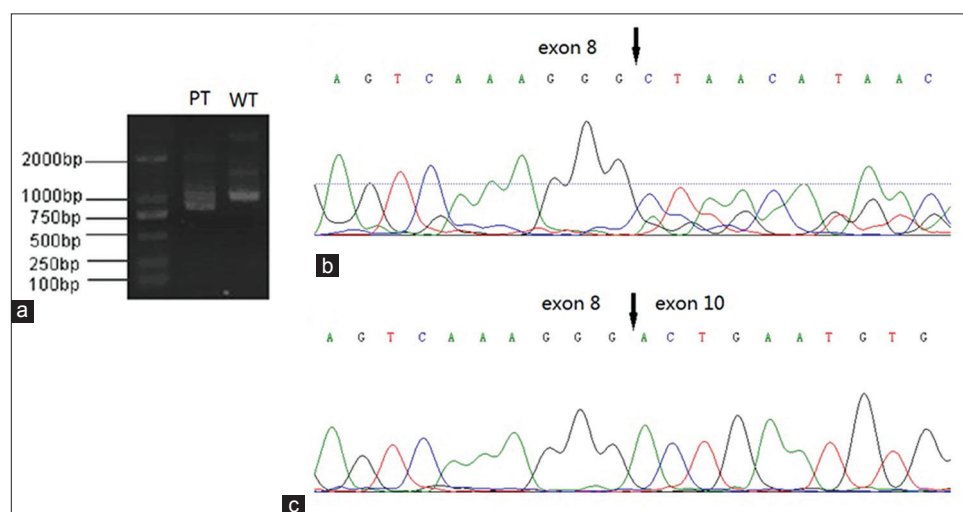 PT WT
2000bp
1000bp
750bp
500bp
250bp
100bp
a
exon 8
A G T C A A A G G G C T A A C A T A A C
b
exon 8 exon 10
A G T C A A A G G G A C T G A A T G T G
c